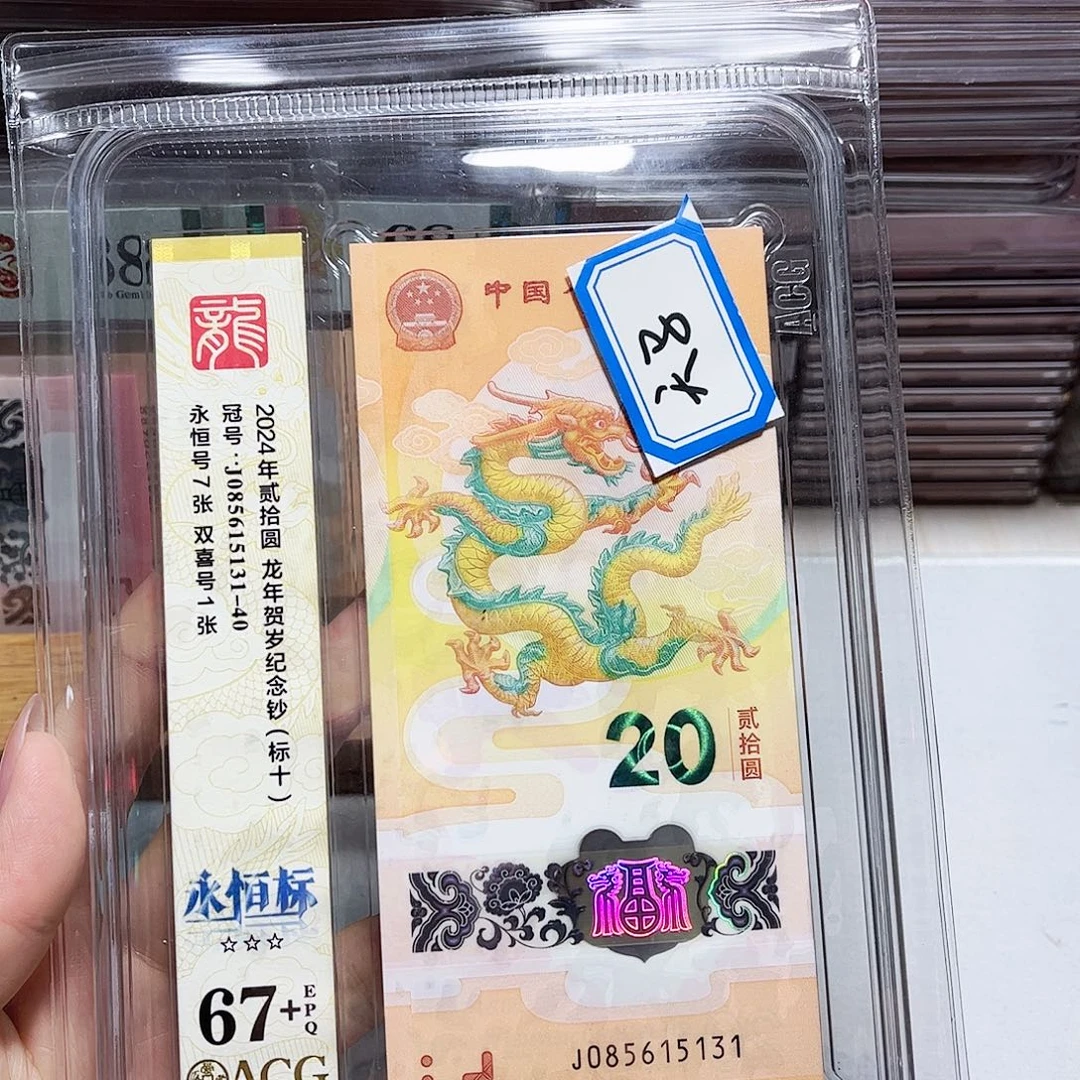 龍
2024年贰拾圆 龙年贺岁纪念钞(标十)
冠号·J085615131-40
永恒号7张 双喜号1张
永恒标
☆☆☆
67+
EPQ
ACG
中国
20
贰拾圆
福
J085615131
ACG